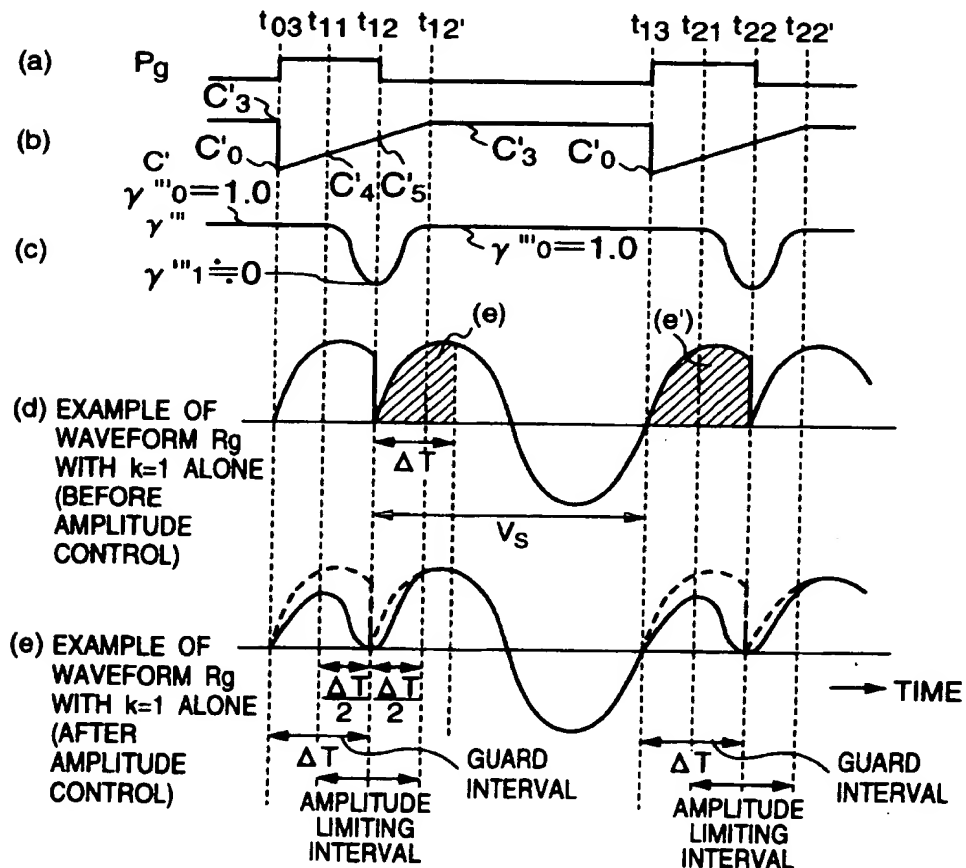 t03 t11 t12 t12' t13 t21 t22 t22'
(a) Pg
C'3
(b) C'0 C'3 C'0
C' C'4 C'5
γ'''0=1.0
γ'''
(c) γ'''0=1.0
γ'''1≒0
(e) (e')
(d) EXAMPLE OF
WAVEFORM Rg
WITH k=1 ALONE
(BEFORE
AMPLITUDE
CONTROL)
ΔT
VS
(e) EXAMPLE OF
WAVEFORM Rg
WITH k=1 ALONE
(AFTER
AMPLITUDE
CONTROL)
ΔT/2 ΔT/2
TIME
ΔT GUARD
INTERVAL
ΔT GUARD
INTERVAL
AMPLITUDE
LIMITING
INTERVAL
AMPLITUDE
LIMITING
INTERVAL